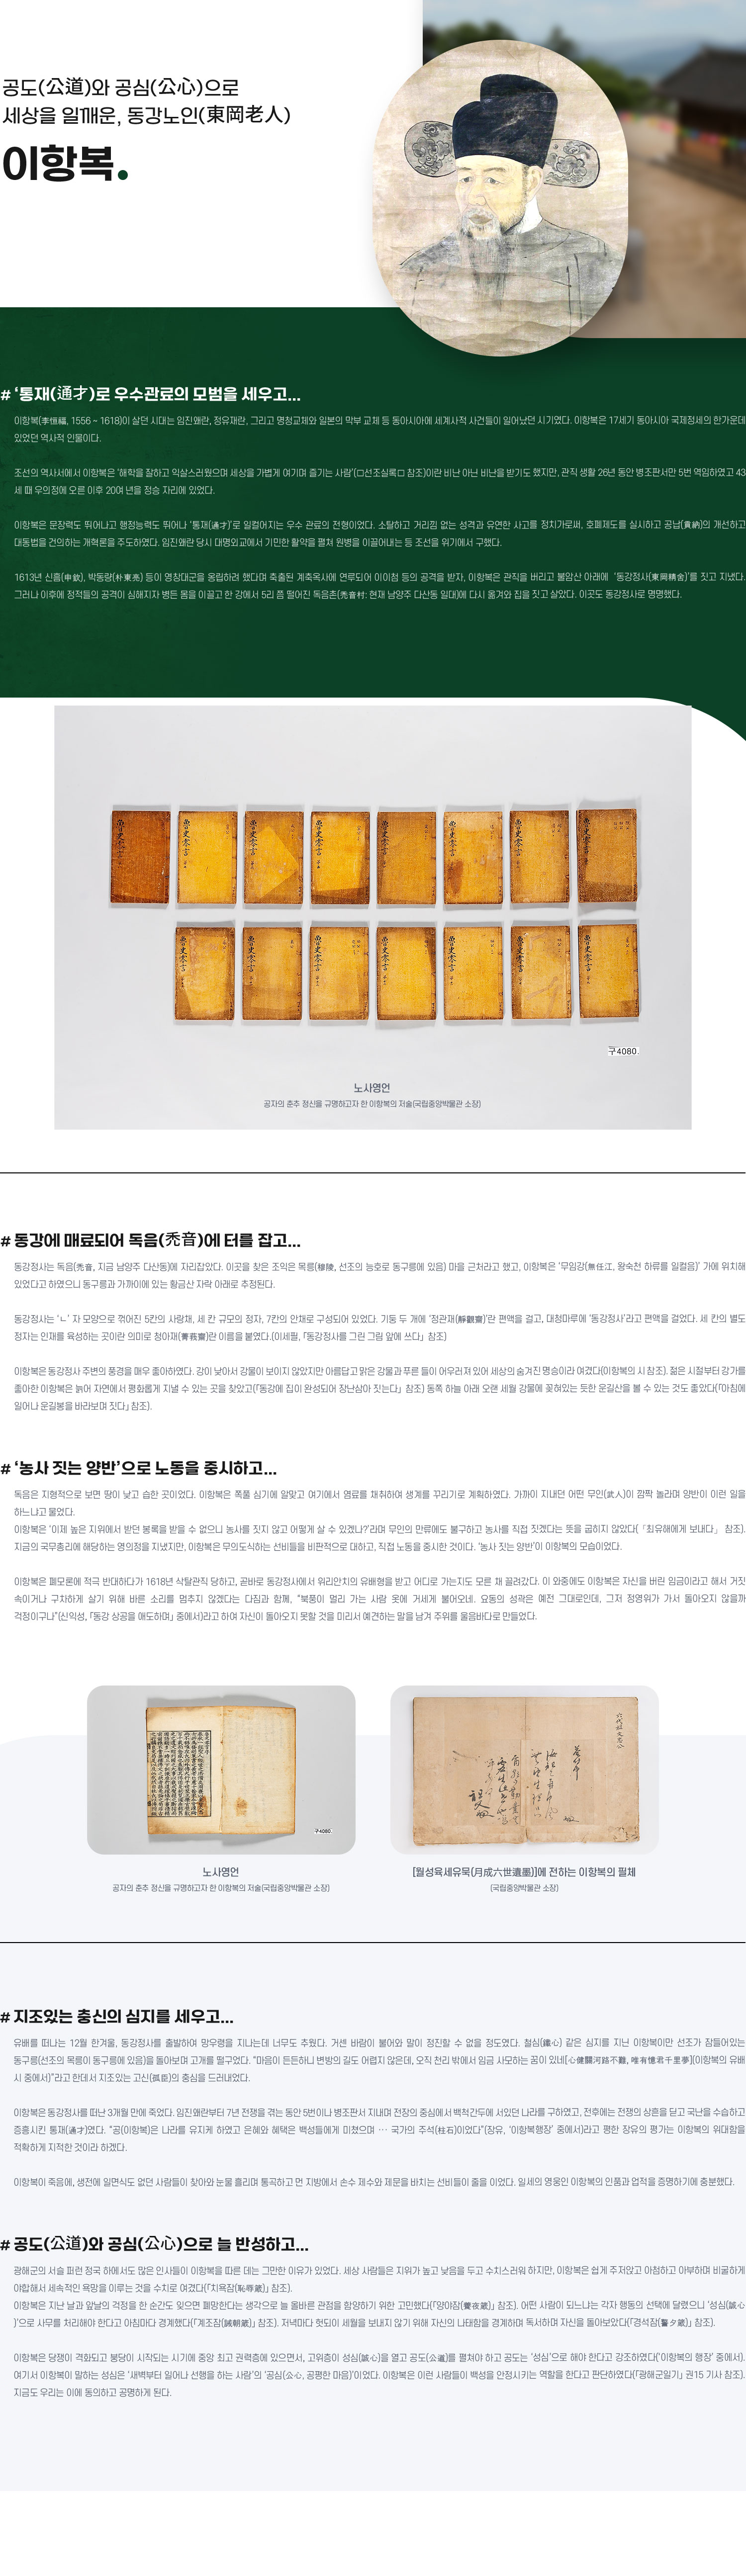 공도(公道)와 공심(公心)으로
세상을 일깨운, 동강노인(東岡老人)
이항복.
# ‘통재(通才)로 우수관료의 모범을 세우고...
이항복(李恒福, 1556 ~ 1618)이 살던 시대는 임진왜란, 정유재란, 그리고 명청교체와 일본의 막부 교체 등 동아시아에 세계사적 사건들이 일어났던 시기였다. 이항복은 17세기 동아시아 국제정세의 한가운데
있었던 역사적 인물이다.
조선의 역사서에서 이항복은 ‘해학을 잘하고 익살스러웠으며 세상을 가볍게 여기며 즐기는 사람’(□선조실록□ 참조)이란 비난 아닌 비난을 받기도 했지만, 관직 생활 26년 동안 병조판서만 5번 역임하였고 43
세 때 우의정에 오른 이후 20여 년을 정승 자리에 있었다.
이항복은 문장력도 뛰어나고 행정능력도 뛰어나 ‘통재(通才)’로 일컬어지는 우수 관료의 전형이었다. 소탈하고 거리낌 없는 성격과 유연한 사고를 정치가로써, 호패제도를 실시하고 공납(貢納)의 개선하고
대동법을 건의하는 개혁론을 주도하였다. 임진왜란 당시 대명외교에서 기민한 활약을 펼쳐 원병을 이끌어내는 등 조선을 위기에서 구했다.
1613년 신흠(申欽), 박동량(朴東亮) 등이 영창대군을 옹립하려 했다며 축출된 계축옥사에 연루되어 이이첨 등의 공격을 받자, 이항복은 관직을 버리고 불암산 아래에 ‘동강정사(東岡精舍)’를 짓고 지냈다.
그러나 이후에 정적들의 공격이 심해지자 병든 몸을 이끌고 한 강에서 5리 쯤 떨어진 독음촌(禿音村: 현재 남양주 다산동 일대)에 다시 옮겨와 집을 짓고 살았다. 이곳도 동강정사로 명명했다.
魯史零言
구4080.
노사영언
공자의 춘추 정신을 규명하고자 한 이항복의 저술(국립중앙박물관 소장)
# 동강에 매료되어 독음(禿音)에 터를 잡고...
동강정사는 독음(禿音, 지금 남양주 다산동)에 자리잡았다. 이곳을 찾은 조익은 목릉(穆陵, 선조의 능호로 동구릉에 있음) 마을 근처라고 했고, 이항복은 ‘무임강(無任江, 왕숙천 하류를 일컬음)’ 가에 위치해
있었다고 하였으니 동구릉과 가까이에 있는 황금산 자락 아래로 추정된다.
동강정사는 ‘ㄴ’ 자 모양으로 꺾어진 5칸의 사랑채, 세 칸 규모의 정자, 7칸의 안채로 구성되어 있었다. 기둥 두 개에 ‘정관재(靜觀齋)’란 편액을 걸고, 대청마루에 ‘동강정사’라고 편액을 걸었다. 세 칸의 별도
정자는 인재를 육성하는 곳이란 의미로 청아재(菁莪齋)란 이름을 붙였다.(이세필, 「동강정사를 그린 그림 앞에 쓰다」 참조)
이항복은 동강정사 주변의 풍경을 매우 좋아하였다. 강이 낮아서 강물이 보이지 않았지만 아름답고 맑은 강물과 푸른 들이 어우러져 있어 세상의 숨겨진 명승이라 여겼다(이항복의 시 참조). 젊은 시절부터 강가를
좋아한 이항복은 늙어 자연에서 평화롭게 지낼 수 있는 곳을 찾았고(「동강에 집이 완성되어 장난삼아 짓는다」 참조) 동쪽 하늘 아래 오랜 세월 강물에 꽂혀있는 듯한 운길산을 볼 수 있는 것도 좋았다(「아침에
일어나 운길봉을 바라보며 짓다」 참조).
# ‘농사 짓는 양반’으로 노동을 중시하고...
독음은 지형적으로 보면 땅이 낮고 습한 곳이었다. 이항복은 쪽풀 심기에 알맞고 여기에서 염료를 채취하여 생계를 꾸리기로 계획하였다. 가까이 지내던 어떤 무인(武人)이 깜짝 놀라며 양반이 이런 일을
하느냐고 물었다.
이항복은 ‘이제 높은 지위에서 받던 봉록을 받을 수 없으니 농사를 짓지 않고 어떻게 살 수 있겠나?’라며 무인의 만류에도 불구하고 농사를 직접 짓겠다는 뜻을 굽히지 않았다(「최유해에게 보내다」 참조).
지금의 국무총리에 해당하는 영의정을 지냈지만, 이항복은 무의도식하는 선비들을 비판적으로 대하고, 직접 노동을 중시한 것이다. ‘농사 짓는 양반’이 이항복의 모습이었다.
이항복은 폐모론에 적극 반대하다가 1618년 삭탈관직 당하고, 곧바로 동강정사에서 위리안치의 유배형을 받고 어디로 가는지도 모른 채 끌려갔다. 이 와중에도 이항복은 자신을 버린 임금이라고 해서 거짓
속이거나 구차하게 살기 위해 바른 소리를 멈추지 않겠다는 다짐과 함께, “북풍이 멀리 가는 사람 옷에 거세게 불어오네. 요동의 성곽은 예전 그대로인데, 그저 정영위가 가서 돌아오지 않을까
걱정이구나”(신익성, 「동강 상공을 애도하며」 중에서)라고 하여 자신이 돌아오지 못할 것을 미리서 예견하는 말을 남겨 주위를 울음바다로 만들었다.
구4080.
六代祖文忠公
노사영언
공자의 춘추 정신을 규명하고자 한 이항복의 저술(국립중앙박물관 소장)
[월성육세유묵(月成六世遺墨)]에 전하는 이항복의 필체
(국립중앙박물관 소장)
# 지조있는 충신의 심지를 세우고...
유배를 떠나는 12월 한겨울, 동강정사를 출발하여 망우령을 지나는데 너무도 추웠다. 거센 바람이 불어와 말이 정진할 수 없을 정도였다. 철심(鐵心) 같은 심지를 지닌 이항복이만 선조가 잠들어있는
동구릉(선조의 목릉이 동구릉에 있음)을 돌아보며 고개를 떨구었다. “마음이 든든하니 변방의 길도 어렵지 않은데, 오직 천리 밖에서 임금 사모하는 꿈이 있네[心健關河路不難, 唯有憶君千里夢](이항복의 유배
시 중에서)”라고 한데서 지조있는 고신(孤臣)의 충심을 드러내었다.
이항복은 동강정사를 떠난 3개월 만에 죽었다. 임진왜란부터 7년 전쟁을 겪는 동안 5번이나 병조판서 지내며 전장의 중심에서 백척간두에 서있던 나라를 구하였고, 전후에는 전쟁의 상흔을 딛고 국난을 수습하고
증흥시킨 통재(通才)였다. “공(이항복)은 나라를 유지케 하였고 은혜와 혜택은 백성들에게 미쳤으며 … 국가의 주석(柱石)이었다”(장유, ‘이항복행장’ 중에서)라고 평한 장유의 평가는 이항복의 위대함을
적확하게 지적한 것이라 하겠다.
이항복이 죽음에, 생전에 일면식도 없던 사람들이 찾아와 눈물 흘리며 통곡하고 먼 지방에서 손수 제수와 제문을 바치는 선비들이 줄을 이었다. 일세의 영웅인 이항복의 인품과 업적을 증명하기에 충분했다.
# 공도(公道)와 공심(公心)으로 늘 반성하고...
광해군의 서슬 퍼런 정국 하에서도 많은 인사들이 이항복을 따른 데는 그만한 이유가 있었다. 세상 사람들은 지위가 높고 낮음을 두고 수치스러워 하지만, 이항복은 쉽게 주저앉고 아첨하고 아부하며 비굴하게
야합해서 세속적인 욕망을 이루는 것을 수치로 여겼다(「치욕잠(恥辱箴)」 참조).
이항복은 지난 날과 앞날의 걱정을 한 순간도 잊으면 폐망한다는 생각으로 늘 올바른 관점을 함양하기 위한 고민했다(「양야잠(養夜箴)」 참조). 어떤 사람이 되느냐는 각자 행동의 선택에 달렸으니 ‘성심(誠心
)’으로 사무를 처리해야 한다고 아침마다 경계했다(「계조잠(誡朝箴)」 참조). 저녁마다 헛되이 세월을 보내지 않기 위해 자신의 나태함을 경계하며 독서하며 자신을 돌아보았다(「경석잠(警夕箴)」 참조).
이항복은 당쟁이 격화되고 붕당이 시작되는 시기에 중앙 최고 권력층에 있으면서, 고위층이 성심(誠心)을 열고 공도(公道)를 펼쳐야 하고 공도는 ‘성심’으로 해야 한다고 강조하였다(‘이항복의 행장’ 중에서).
여기서 이항복이 말하는 성심은 ‘새벽부터 일어나 선행을 하는 사람’의 ‘공심(公心, 공평한 마음)’이었다. 이항복은 이런 사람들이 백성을 안정시키는 역할을 한다고 판단하였다(「광해군일기」 권15 기사 참조).
지금도 우리는 이에 동의하고 공명하게 된다.